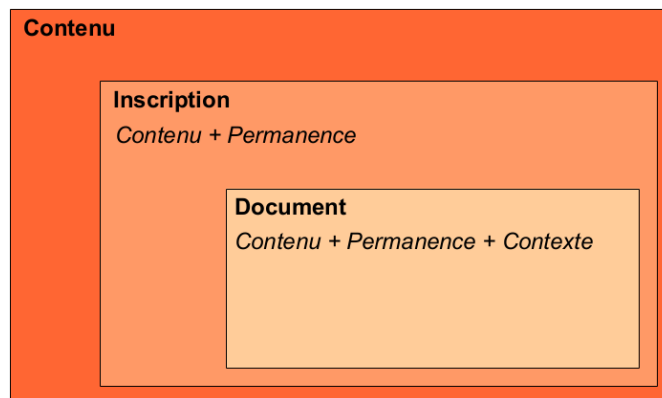 Contenu
Inscription
Contenu + Permanence
Document
Contenu + Permanence + Contexte